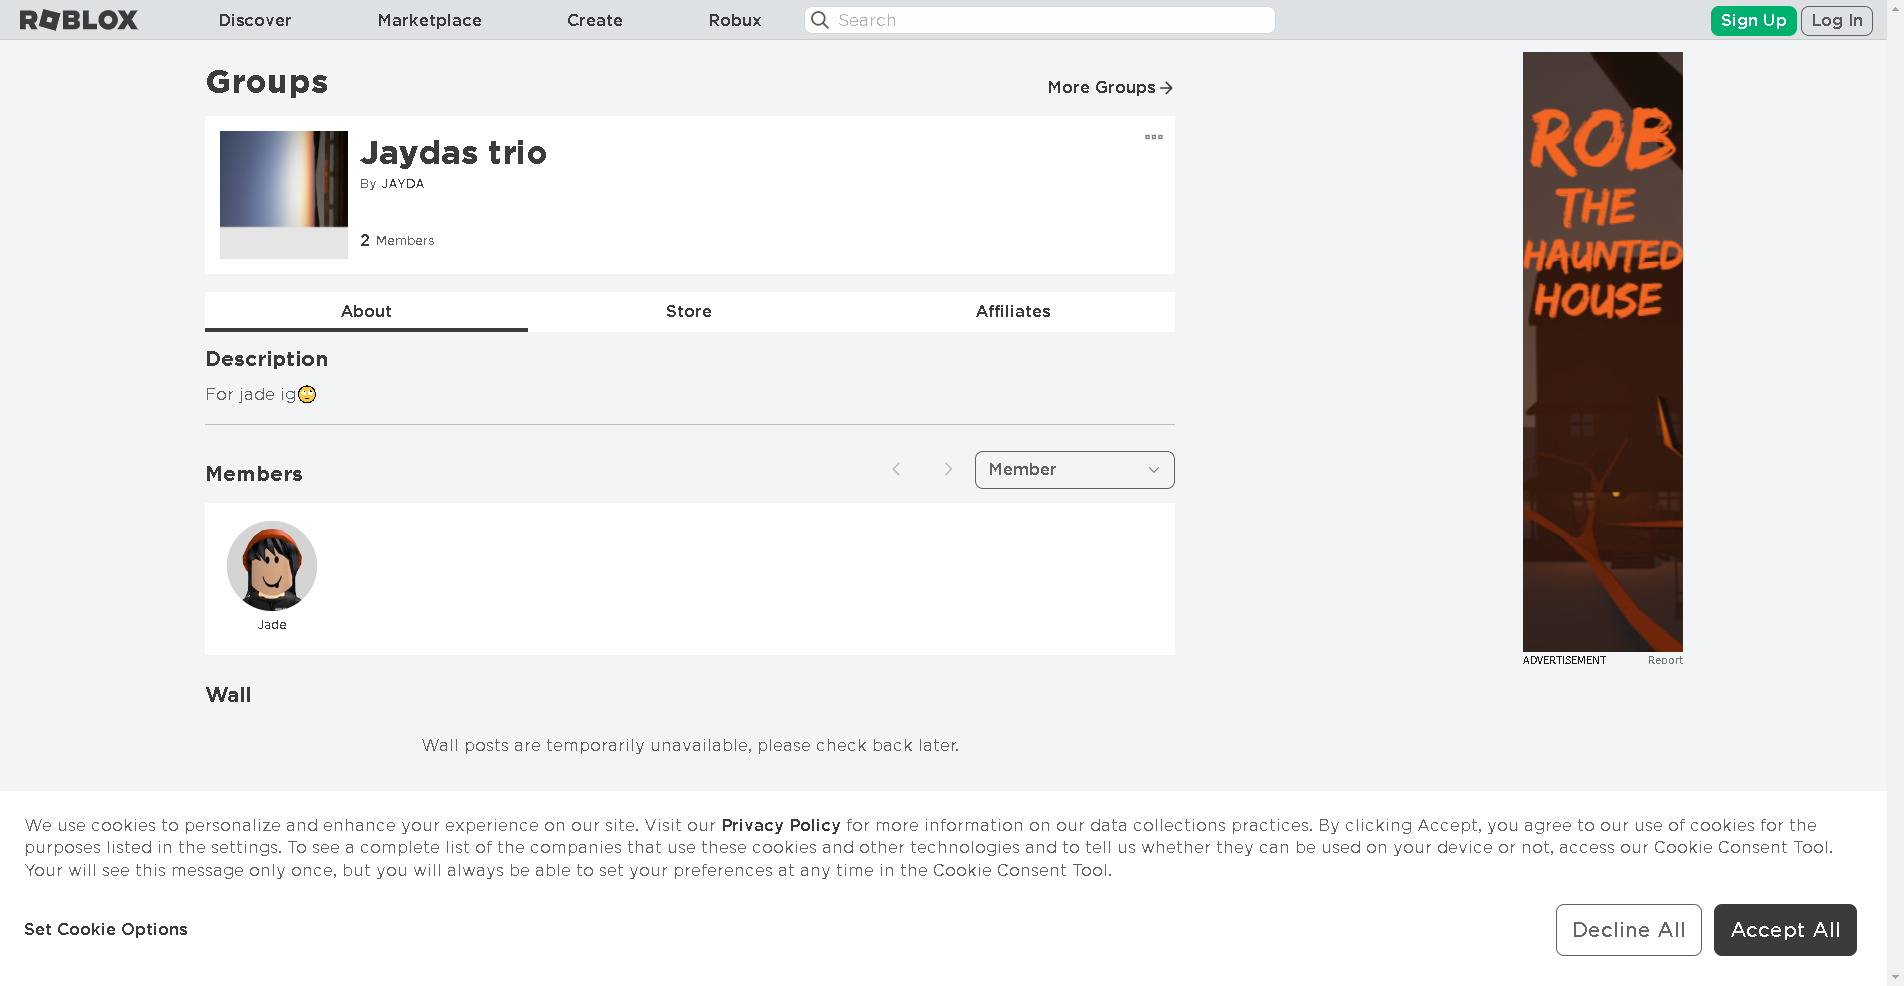 ROBLOX Discover Marketplace Create Robux Search Sign Up Log In
Groups
More Groups
Jaydas trio
By JAYDA
2 Members
About Store Affiliates
Description
For jade ig🙄
Members
Member
Jade
Wall
Wall posts are temporarily unavailable, please check back later.
ROB
THE
HAUNTED
HOUSE
ADVERTISEMENT Report
We use cookies to personalize and enhance your experience on our site. Visit our Privacy Policy for more information on our data collections practices. By clicking Accept, you agree to our use of cookies for the
purposes listed in the settings. To see a complete list of the companies that use these cookies and other technologies and to tell us whether they can be used on your device or not, access our Cookie Consent Tool.
Your will see this message only once, but you will always be able to set your preferences at any time in the Cookie Consent Tool.
Set Cookie Options
Decline All Accept All